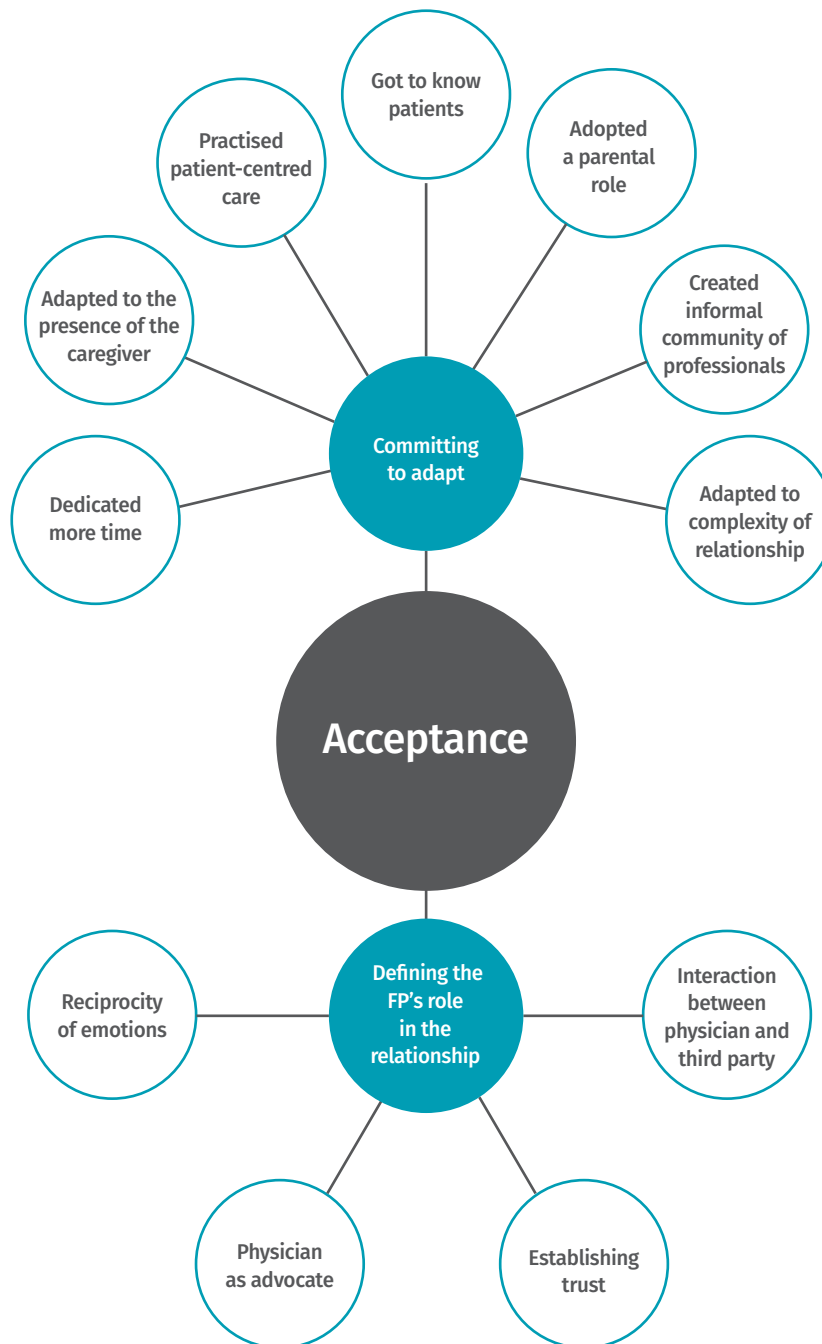 Got to know
patients
Practised
patient-centred
care
Adopted
a parental
role
Adapted to the
presence of the
caregiver
Created
informal
community of
professionals
Committing
to adapt
Dedicated
more time
Adapted to
complexity of
relationship
Acceptance
Defining the
FP's role
in the
relationship
Reciprocity
of emotions
Interaction
between
physician and
third party
Physician
as advocate
Establishing
trust